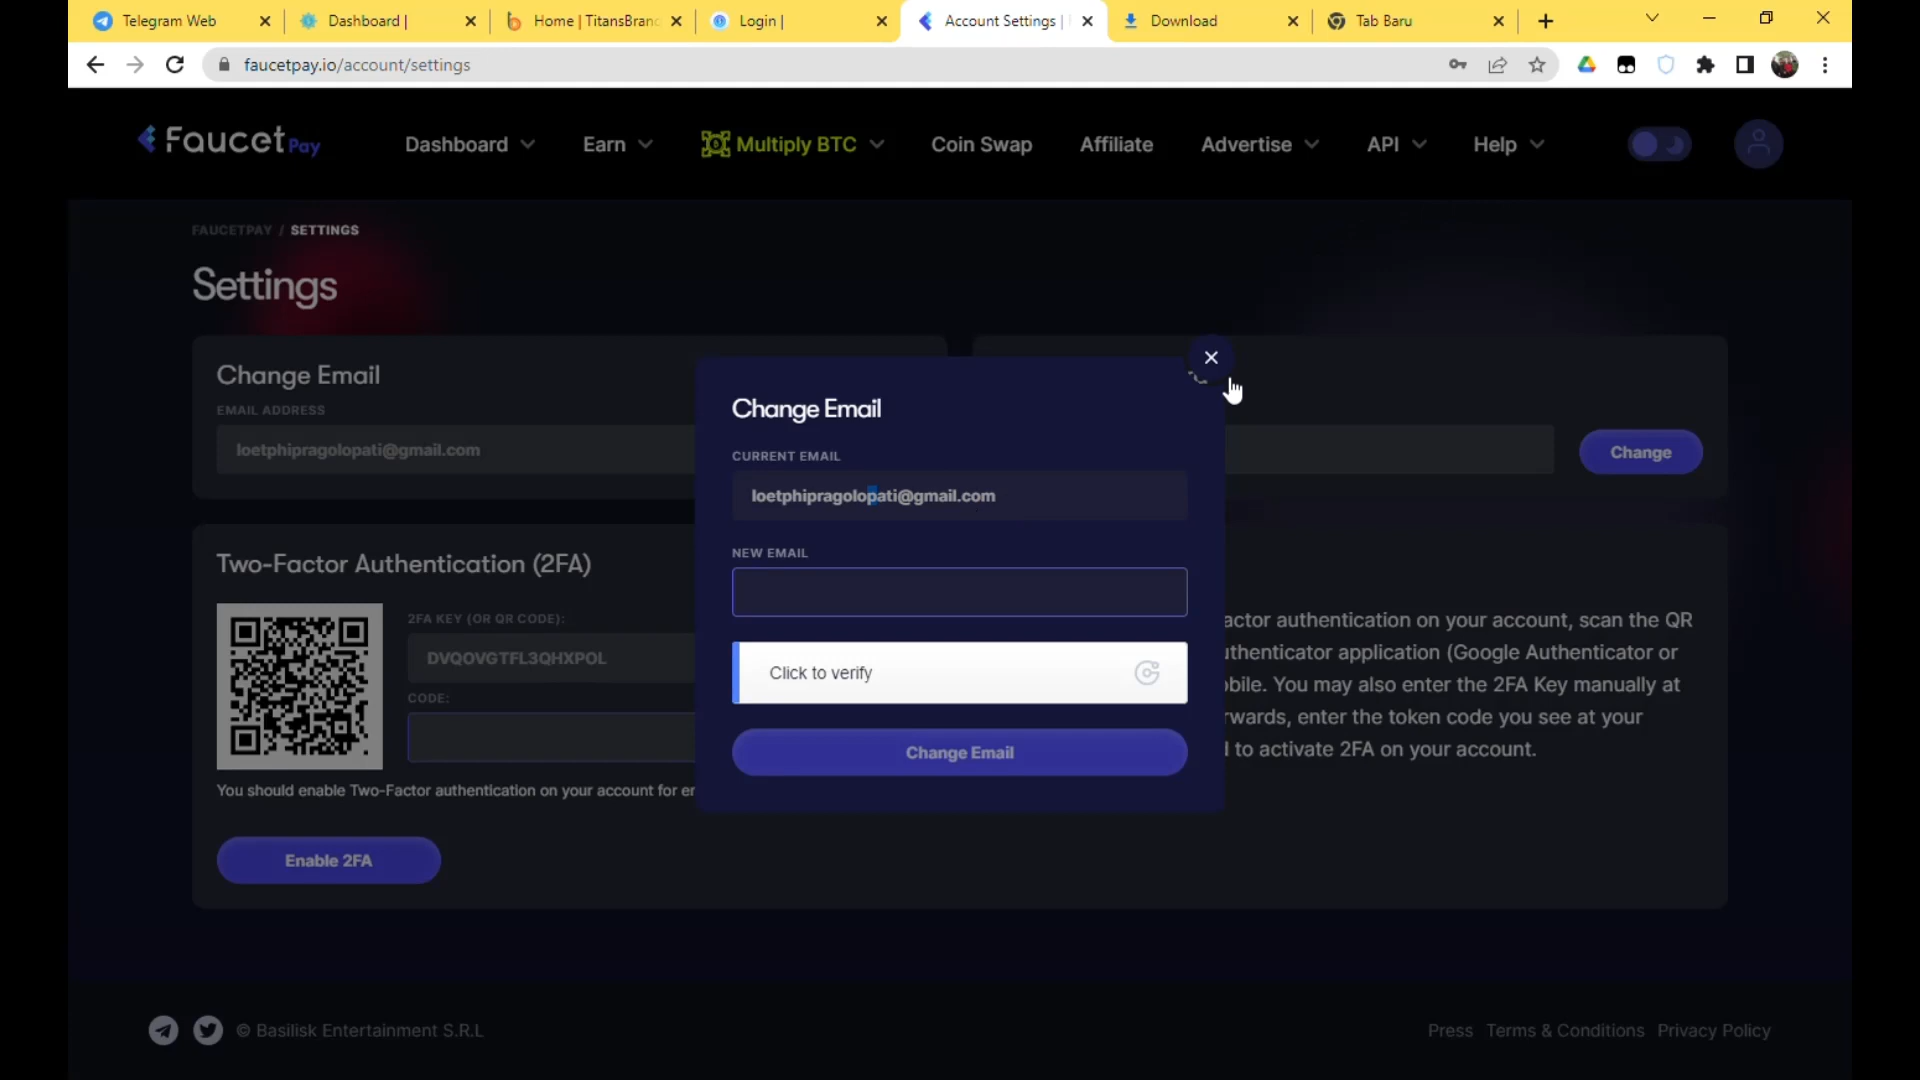 Telegram Web
Dashboard |
Home | TitansBranc
Login |
Account Settings |
Download
Tab Baru
faucetpay.io/account/settings
Faucet Pay
Dashboard
Earn
Multiply BTC
Coin Swap
Affiliate
Advertise
API
Help
FAUCETPAY / SETTINGS
Settings
Change Email
EMAIL ADDRESS
loetphipragolopati@gmail.com
Change
Change Email
CURRENT EMAIL
loetphipragolopati@gmail.com
NEW EMAIL
Click to verify
Change Email
Two-Factor Authentication (2FA)
2FA KEY (OR QR CODE):
DVQOVGTFL3QHXPOL
CODE:
You should enable Two-Factor authentication on your account for er
Enable 2FA
actor authentication on your account, scan the QR
uthenticator application (Google Authenticator or
obile. You may also enter the 2FA Key manually at
rwards, enter the token code you see at your
to activate 2FA on your account.
© Basilisk Entertainment S.R.L
Press
Terms & Conditions
Privacy Policy